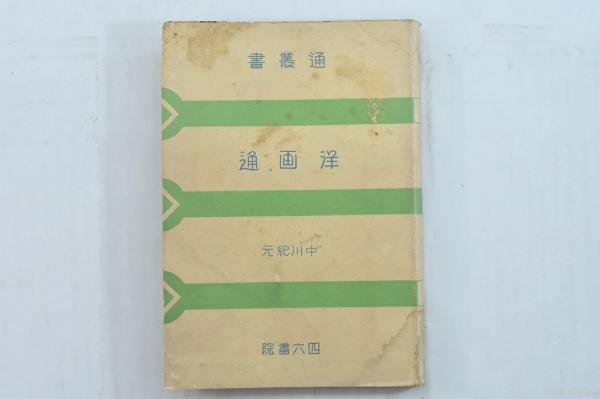 通叢書
洋画通
中川紀元
四六書院